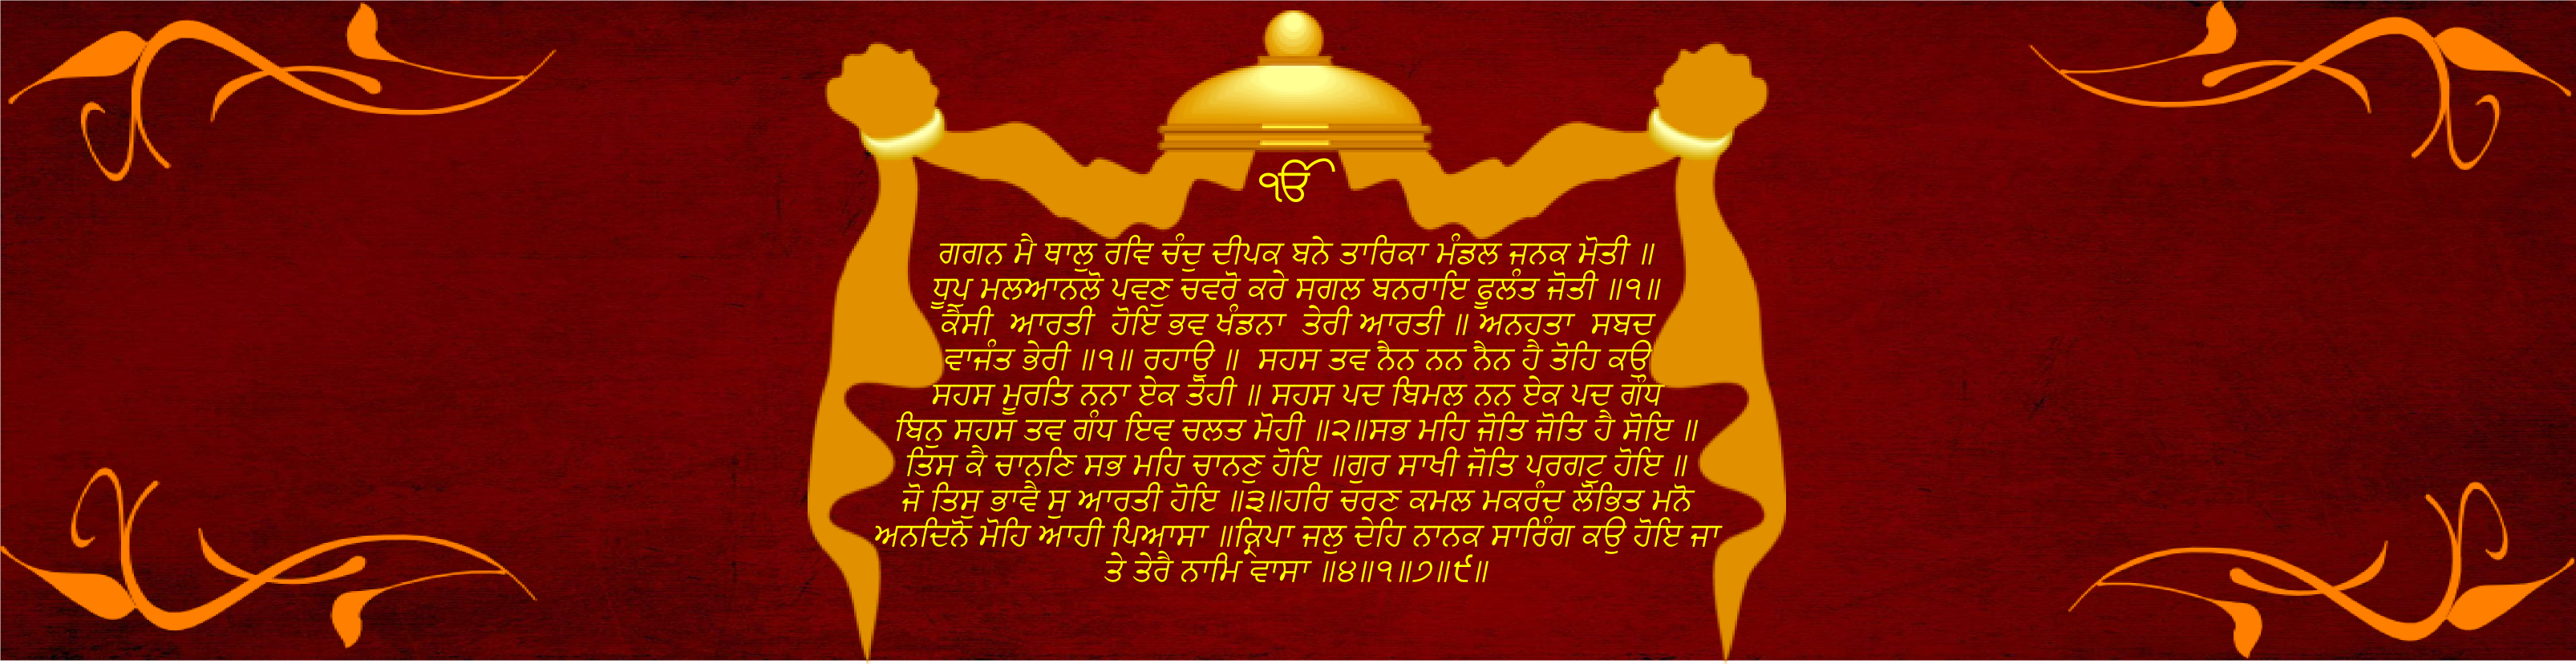 ੴ
ਗਗਨ ਮੈ ਥਾਲੁ ਰਵਿ ਚੰਦੁ ਦੀਪਕ ਬਨੇ ਤਾਰਿਕਾ ਮੰਡਲ ਜਨਕ ਮੋਤੀ ॥
ਧੂਪੁ ਮਲਆਨਲੋ ਪਵਣੁ ਚਵਰੋ ਕਰੇ ਸਗਲ ਬਨਰਾਇ ਫੂਲੰਤ ਜੋਤੀ ॥੧॥
ਕੈਸੀ ਆਰਤੀ ਹੋਇ ਭਵ ਖੰਡਨਾ ਤੇਰੀ ਆਰਤੀ ॥ ਅਨਹਤਾ ਸਬਦ
ਵਾਜੰਤ ਭੇਰੀ ॥੧॥ ਰਹਾਉ ॥ ਸਹਸ ਤਵ ਨੈਨ ਨਨ ਨੈਨ ਹੈ ਤੋਹਿ ਕਉ
ਸਹਸ ਮੂਰਤਿ ਨਨਾ ਏਕ ਤੋਹੀ ॥ ਸਹਸ ਪਦ ਬਿਮਲ ਨਨ ਏਕ ਪਦ ਗੰਧ
ਬਿਨੁ ਸਹਸ ਤਵ ਗੰਧ ਇਵ ਚਲਤ ਮੋਹੀ ॥੨॥ਸਭ ਮਹਿ ਜੋਤਿ ਜੋਤਿ ਹੈ ਸੋਇ ॥
ਤਿਸ ਕੈ ਚਾਨਣਿ ਸਭ ਮਹਿ ਚਾਨਣੁ ਹੋਇ ॥ਗੁਰ ਸਾਖੀ ਜੋਤਿ ਪਰਗਟੁ ਹੋਇ ॥
ਜੋ ਤਿਸੁ ਭਾਵੈ ਸੁ ਆਰਤੀ ਹੋਇ ॥੩॥ਹਰਿ ਚਰਣ ਕਮਲ ਮਕਰੰਦ ਲੋਭਿਤ ਮਨੋ
ਅਨਦਿਨੋ ਮੋਹਿ ਆਹੀ ਪਿਆਸਾ ॥ਕ੍ਰਿਪਾ ਜਲੁ ਦੇਹਿ ਨਾਨਕ ਸਾਰਿੰਗ ਕਉ ਹੋਇ ਜਾ
ਤੇ ਤੇਰੈ ਨਾਮਿ ਵਾਸਾ ॥੪॥੧॥੭॥੯॥